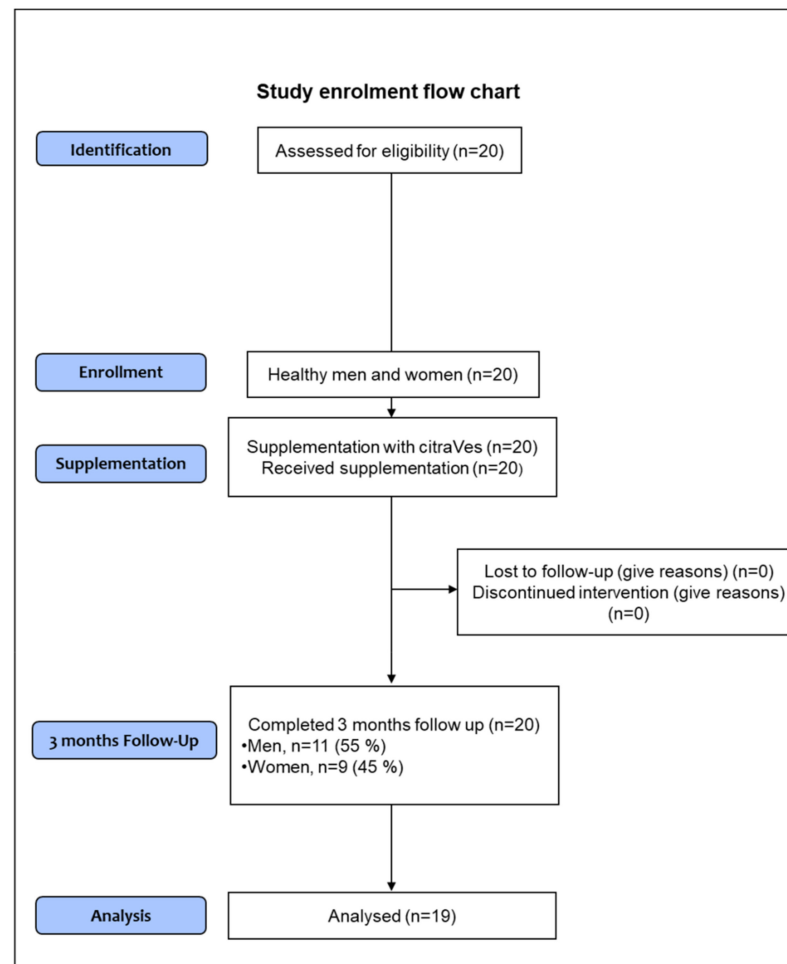 Study enrolment flow chart
Identification
Assessed for eligibility (n=20)
Enrollment
Healthy men and women (n=20)
Supplementation
Supplementation with citraVes (n=20)
Received supplementation (n=20)
Lost to follow-up (give reasons) (n=0)
Discontinued intervention (give reasons)
(n=0)
3 months Follow-Up
Completed 3 months follow up (n=20)
•Men, n=11 (55 %)
•Women, n=9 (45 %)
Analysis
Analysed (n=19)